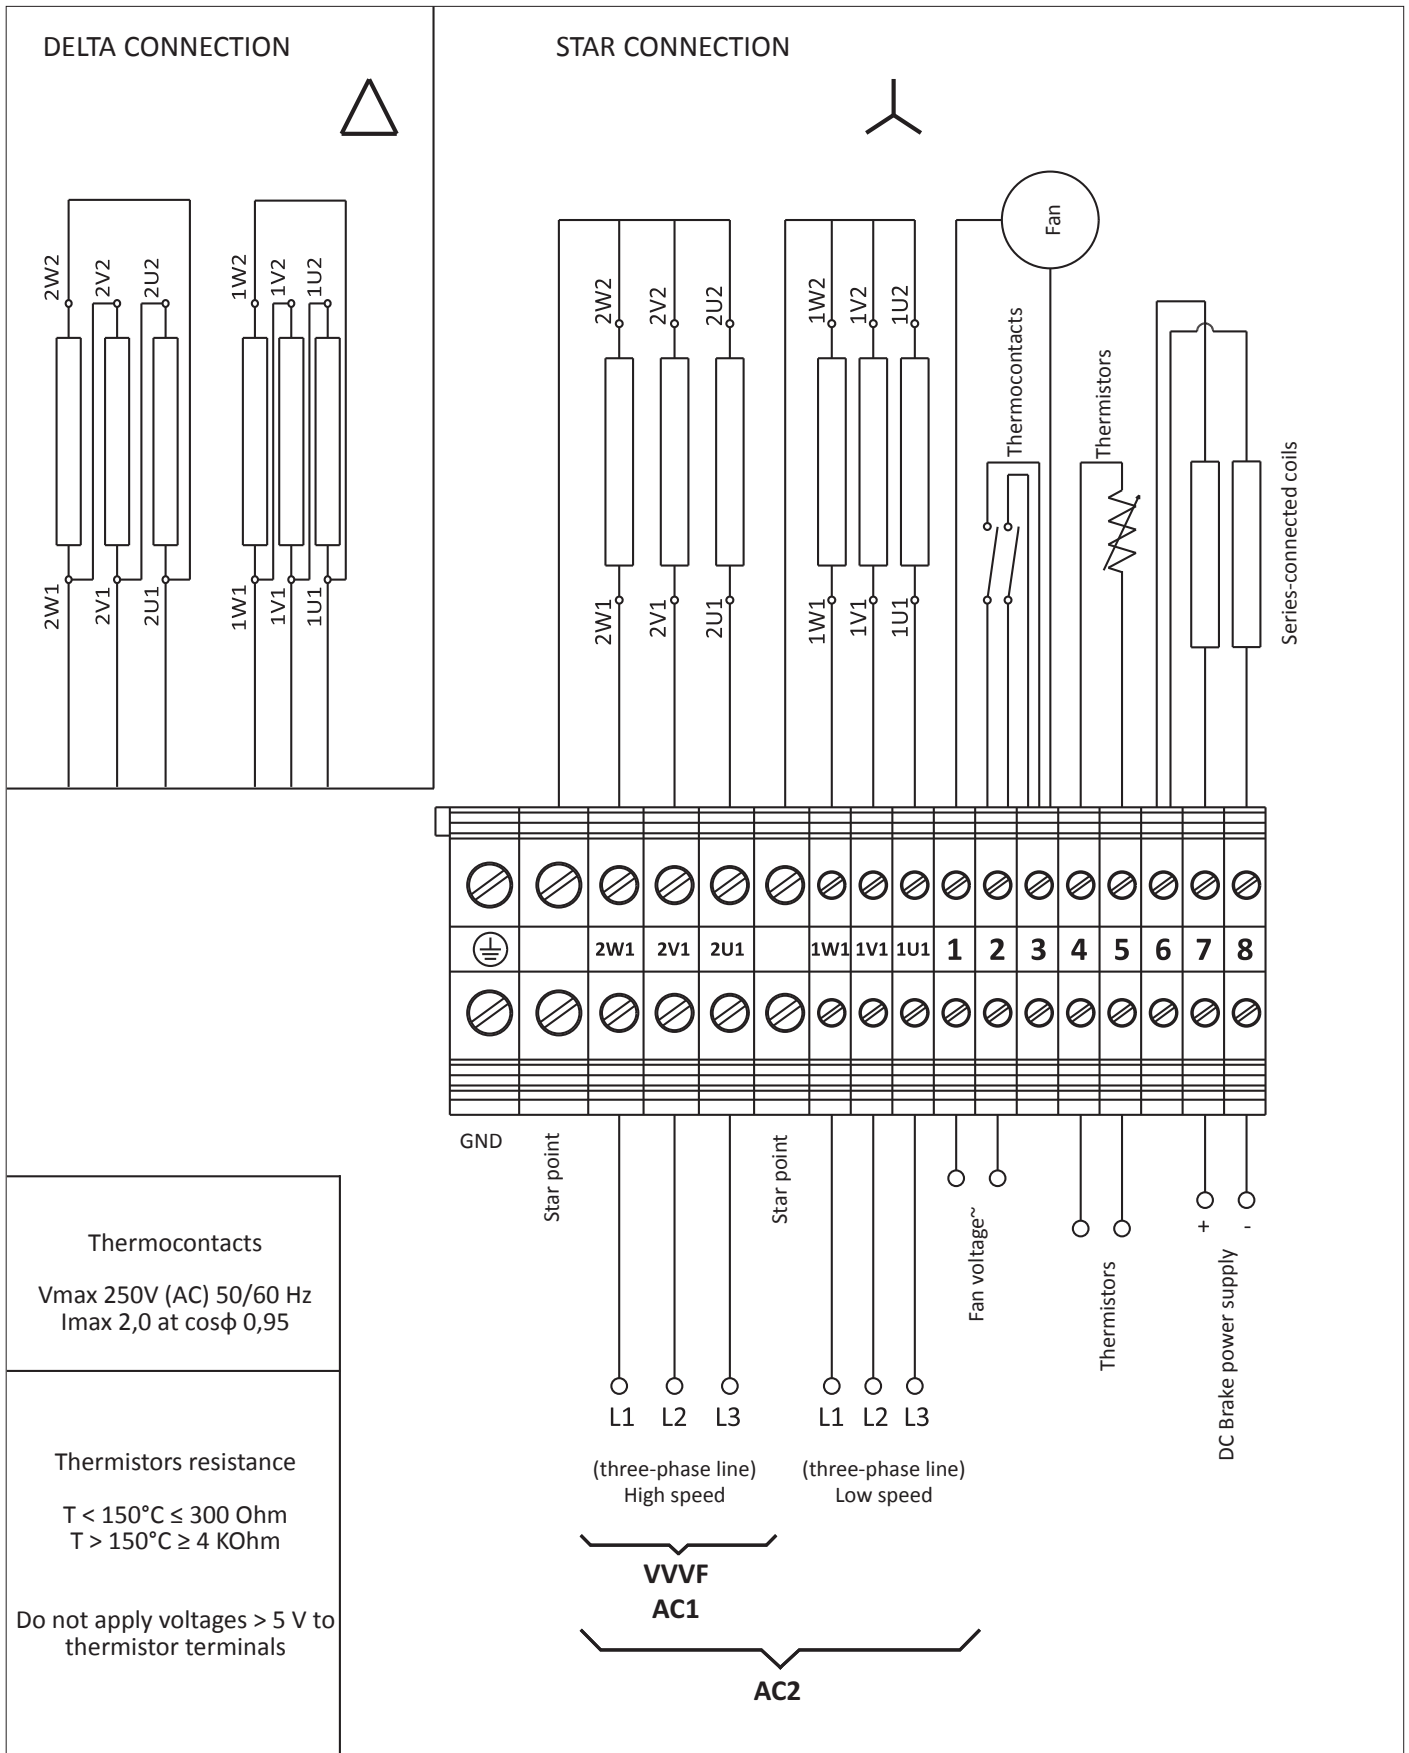 DELTA CONNECTION
STAR CONNECTION
2W2
2V2
2U2
1W2
1V2
1U2
2W1
2V1
2U1
1W1
1V1
1U1
2W2
2V2
2U2
1W2
1V2
1U2
Fan
Thermocontacts
Thermistors
Series-connected coils
2W1
2V1
2U1
1W1
1V1
1U1
2W1 2V1 2U1 1W1 1V1 1U1 1 2 3 4 5 6 7 8
GND
Star point
Star point
Fan voltage~
Thermistors
+ -
DC Brake power supply
L1 L2 L3
L1 L2 L3
(three-phase line)
High speed
(three-phase line)
Low speed
VVVF
AC1
AC2
Thermocontacts
Vmax 250V (AC) 50/60 Hz
Imax 2,0 at cosϕ 0,95
Thermistors resistance
T < 150°C ≤ 300 Ohm
T > 150°C ≥ 4 KOhm
Do not apply voltages > 5 V to
thermistor terminals